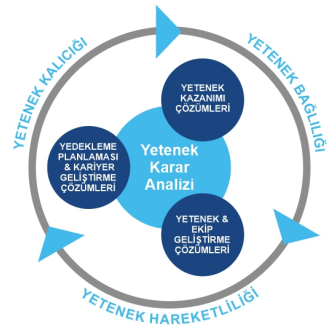 YETENEK KALICIĞI
YETENEK BAĞLILIĞI
YETENEK
KAZANIMI
ÇÖZÜMLERİ
YEDEKLEME
PLANLAMASI
& KARİYER
GELİŞTİRME
ÇÖZÜMLERİ
Yetenek
Karar
Analizi
YETENEK &
EKİP
GELİŞTİRME
ÇÖZÜMLERİ
YETENEK HAREKETLİLİĞİ